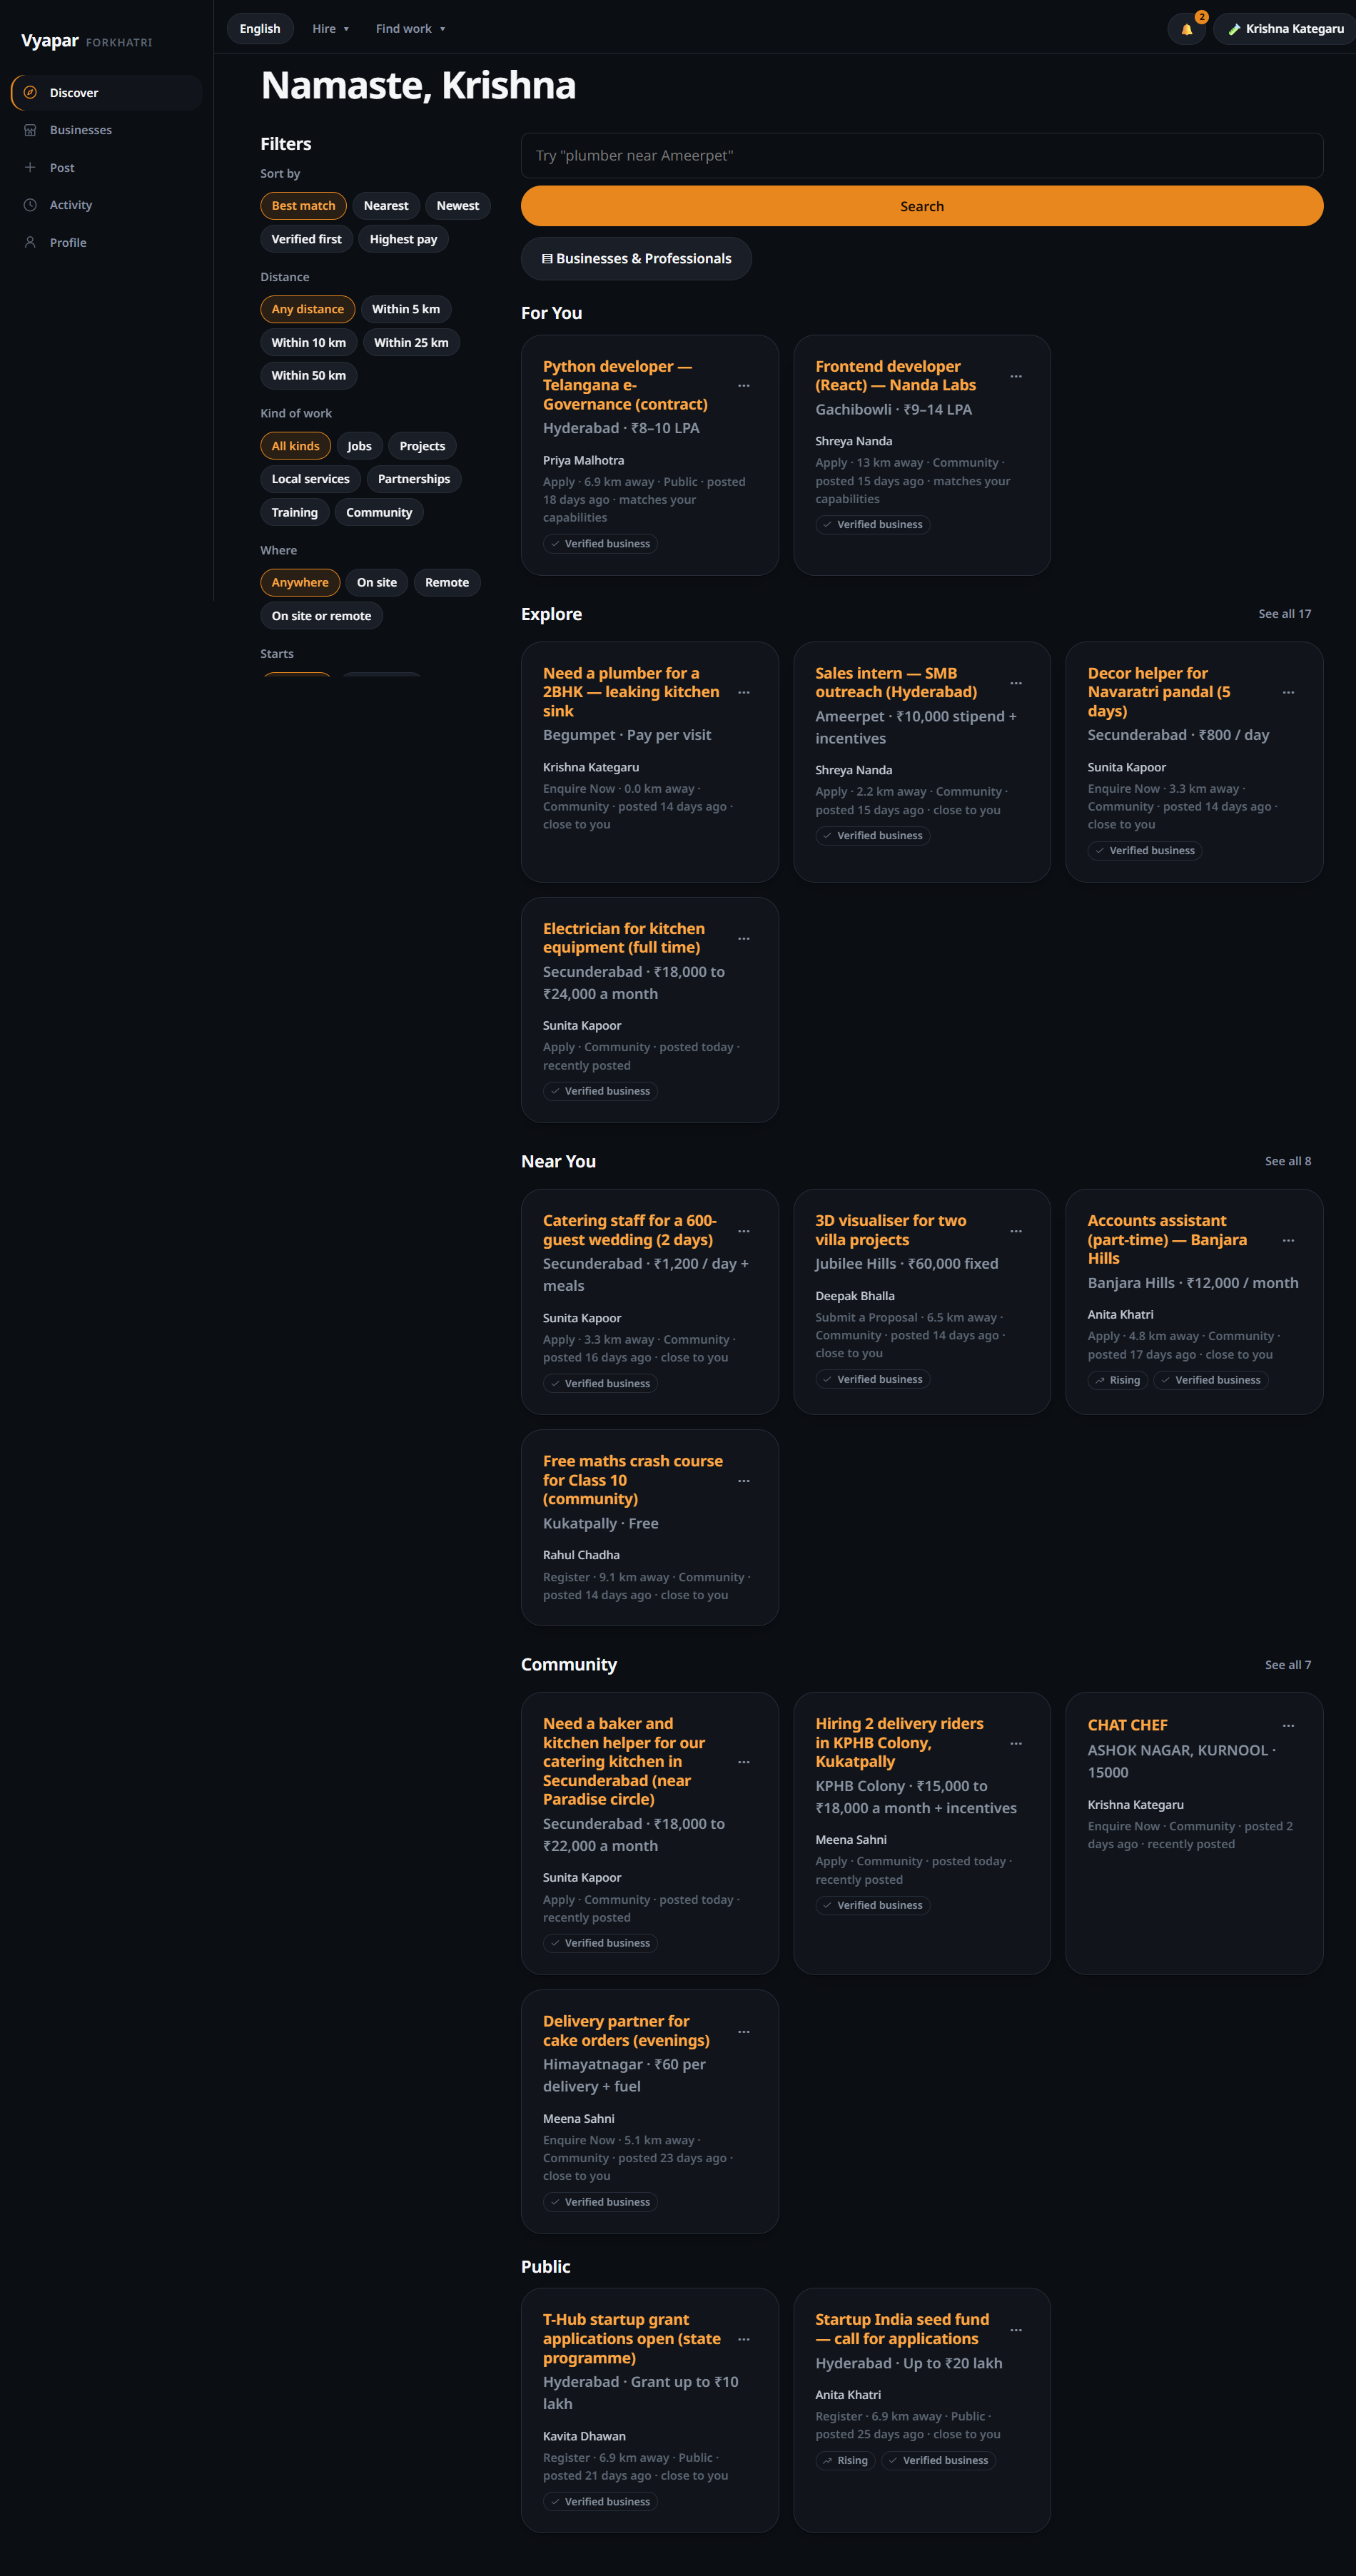 Vyapar FORKHATRI
Discover
Businesses
Post
Activity
Profile
English Hire Find work
2
Krishna Kategaru
Namaste, Krishna
Filters
Sort by
Best match Nearest Newest
Verified first Highest pay
Distance
Any distance Within 5 km
Within 10 km Within 25 km
Within 50 km
Kind of work
All kinds Jobs Projects
Local services Partnerships
Training Community
Where
Anywhere On site Remote
On site or remote
Starts
Try "plumber near Ameerpet"
Search
Businesses & Professionals
For You
Python developer —
Telangana e-
Governance (contract)
Hyderabad · ₹8–10 LPA
Priya Malhotra
Apply · 6.9 km away · Public · posted
18 days ago · matches your
capabilities
Verified business
Frontend developer
(React) — Nanda Labs
Gachibowli · ₹9–14 LPA
Shreya Nanda
Apply · 13 km away · Community ·
posted 15 days ago · matches your
capabilities
Verified business
Explore
See all 17
Need a plumber for a
2BHK — leaking kitchen
sink
Begumpet · Pay per visit
Krishna Kategaru
Enquire Now · 0.0 km away ·
Community · posted 14 days ago ·
close to you
Sales intern — SMB
outreach (Hyderabad)
Ameerpet · ₹10,000 stipend +
incentives
Shreya Nanda
Apply · 2.2 km away · Community ·
posted 15 days ago · close to you
Verified business
Decor helper for
Navaratri pandal (5
days)
Secunderabad · ₹800 / day
Sunita Kapoor
Enquire Now · 3.3 km away ·
Community · posted 14 days ago ·
close to you
Verified business
Electrician for kitchen
equipment (full time)
Secunderabad · ₹18,000 to
₹24,000 a month
Sunita Kapoor
Apply · Community · posted today ·
recently posted
Verified business
Near You
See all 8
Catering staff for a 600-
guest wedding (2 days)
Secunderabad · ₹1,200 / day +
meals
Sunita Kapoor
Apply · 3.3 km away · Community ·
posted 16 days ago · close to you
Verified business
3D visualiser for two
villa projects
Jubilee Hills · ₹60,000 fixed
Deepak Bhalla
Submit a Proposal · 6.5 km away ·
Community · posted 14 days ago ·
close to you
Verified business
Accounts assistant
(part-time) — Banjara
Hills
Banjara Hills · ₹12,000 / month
Anita Khatri
Apply · 4.8 km away · Community ·
posted 17 days ago · close to you
Rising Verified business
Free maths crash course
for Class 10
(community)
Kukatpally · Free
Rahul Chadha
Register · 9.1 km away · Community ·
posted 14 days ago · close to you
Community
See all 7
Need a baker and
kitchen helper for our
catering kitchen in
Secunderabad (near
Paradise circle)
Secunderabad · ₹18,000 to
₹22,000 a month
Sunita Kapoor
Apply · Community · posted today ·
recently posted
Verified business
Hiring 2 delivery riders
in KPHB Colony,
Kukatpally
KPHB Colony · ₹15,000 to
₹18,000 a month + incentives
Meena Sahni
Apply · Community · posted today ·
recently posted
Verified business
CHAT CHEF
ASHOK NAGAR, KURNOOL ·
15000
Krishna Kategaru
Enquire Now · Community · posted 2
days ago · recently posted
Delivery partner for
cake orders (evenings)
Himayatnagar · ₹60 per
delivery + fuel
Meena Sahni
Enquire Now · 5.1 km away ·
Community · posted 23 days ago ·
close to you
Verified business
Public
T-Hub startup grant
applications open (state
programme)
Hyderabad · Grant up to ₹10
lakh
Kavita Dhawan
Register · 6.9 km away · Public ·
posted 21 days ago · close to you
Verified business
Startup India seed fund
— call for applications
Hyderabad · Up to ₹20 lakh
Anita Khatri
Register · 6.9 km away · Public ·
posted 25 days ago · close to you
Rising Verified business